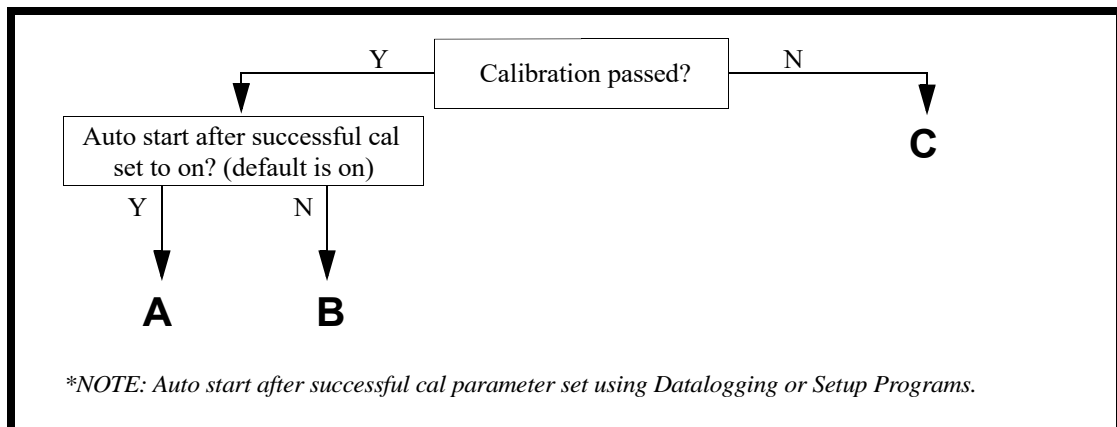 Y
Calibration passed?
N
Auto start after successful cal
set to on? (default is on)
C
Y
N
A
B
*NOTE: Auto start after successful cal parameter set using Datalogging or Setup Programs.